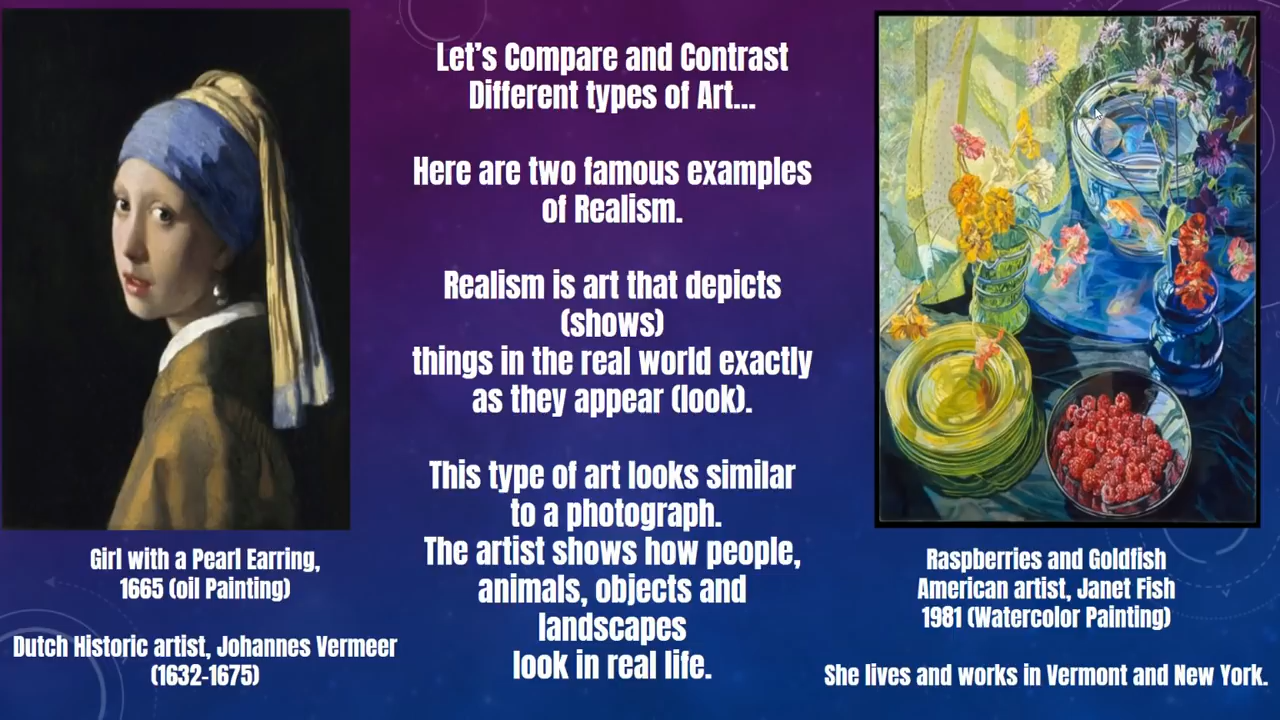 Let's Compare and Contrast
Different types of Art...
Here are two famous examples
of Realism.
Realism is art that depicts
(shows)
things in the real world exactly
as they appear (look).
This type of art looks similar
to a photograph.
The artist shows how people,
animals, objects and
landscapes
look in real life.
Girl with a Pearl Earring,
1665 (oil Painting)
Dutch Historic artist, Johannes Vermeer
(1632-1675)
Raspberries and Goldfish
American artist, Janet Fish
1981 (Watercolor Painting)
She lives and works in Vermont and New York.